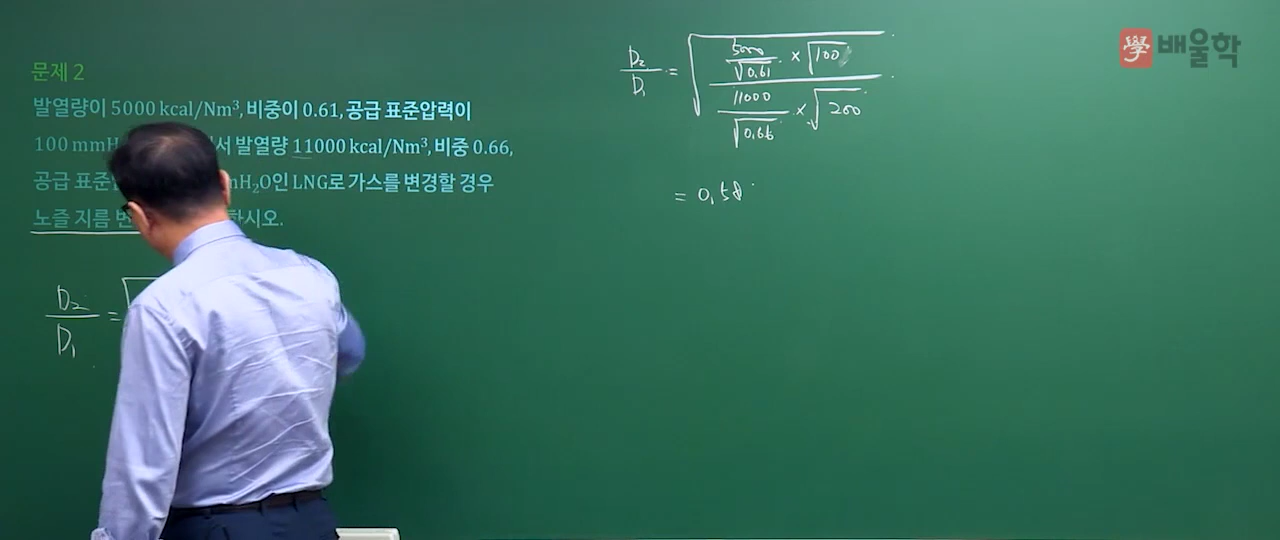 문제 2
발열량이 5000 kcal/Nm³, 비중이 0.61, 공급 표준압력이
100 mmH 서 발열량 11000 kcal/Nm³, 비중 0.66,
공급 표준 H₂O인 LNG로 가스를 변경할 경우
노즐 지름 하시오.
D₂/D₁ =
D₂/D₁ = √((5000/√0.61 × √100)/(11000/√0.66 × √200))
= 0.58
學 배울학